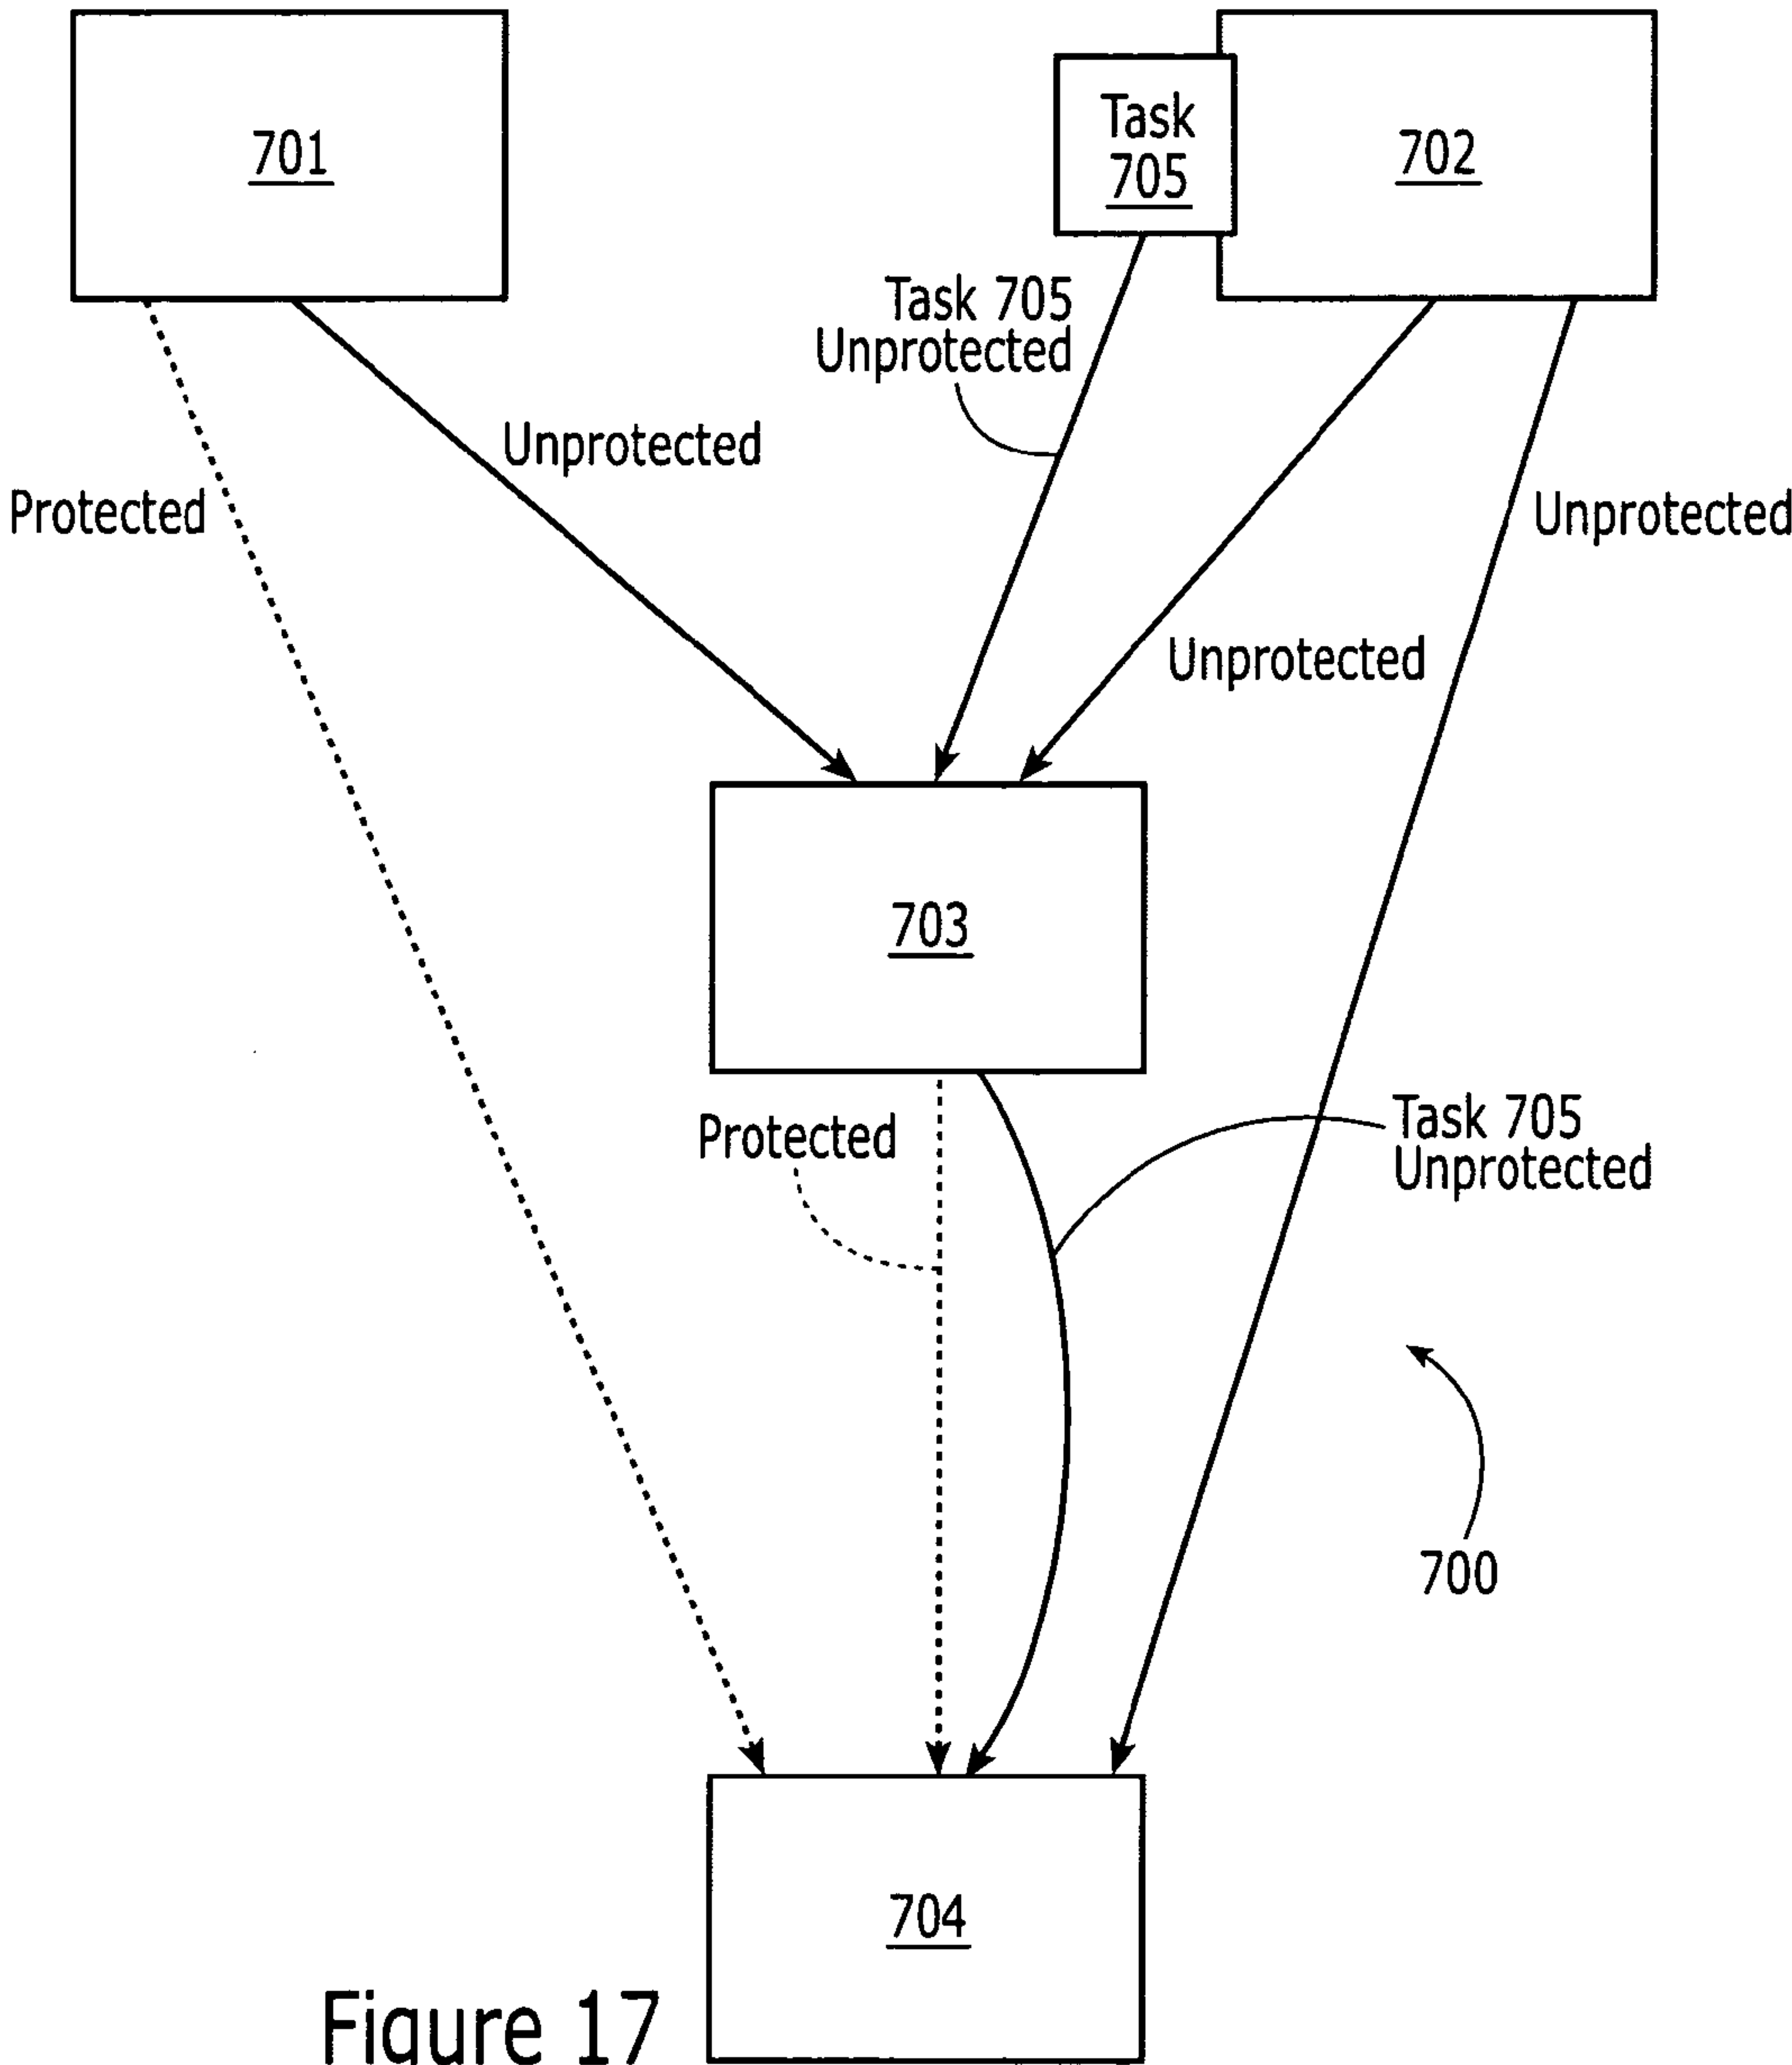 701
Task
705
702
Task 705
Unprotected
Unprotected
Protected
Unprotected
Unprotected
703
Protected
Task 705
Unprotected
700
704
Figure 17